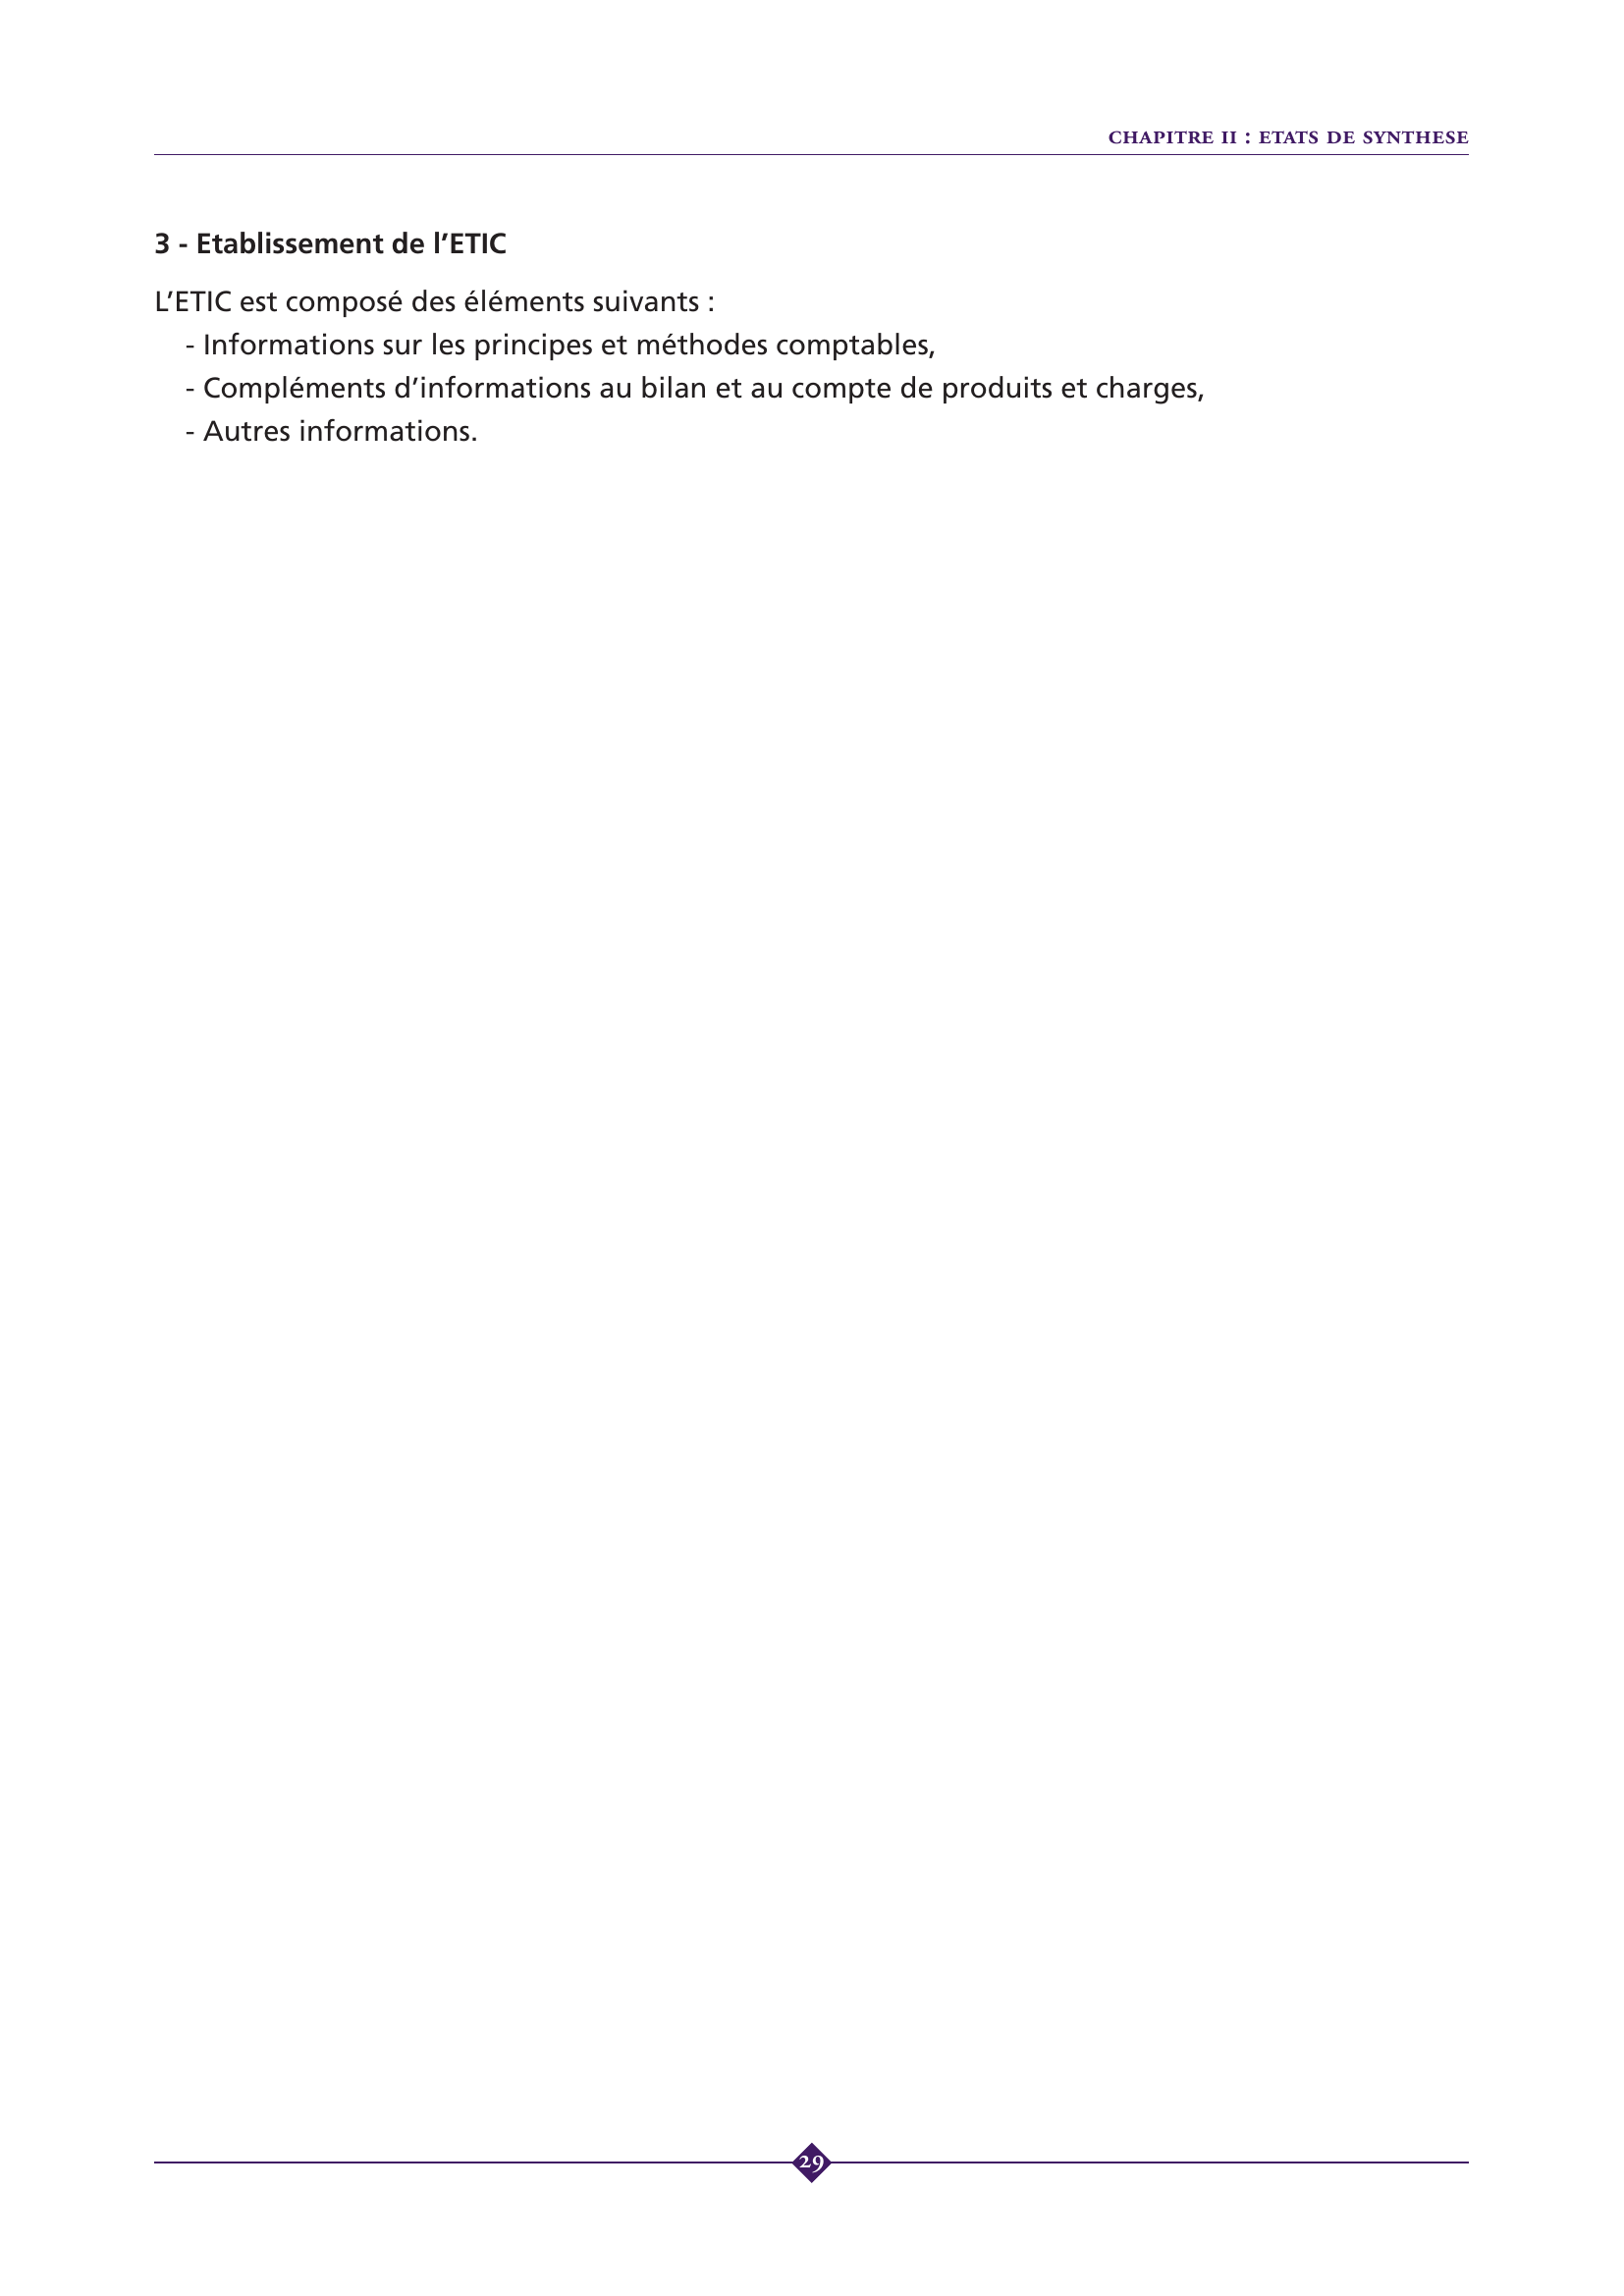 CHAPITRE II : ETATS DE SYNTHESE
3 - Etablissement de l’ETIC
L’ETIC est composé des éléments suivants :
- Informations sur les principes et méthodes comptables,
- Compléments d’informations au bilan et au compte de produits et charges,
- Autres informations.
29